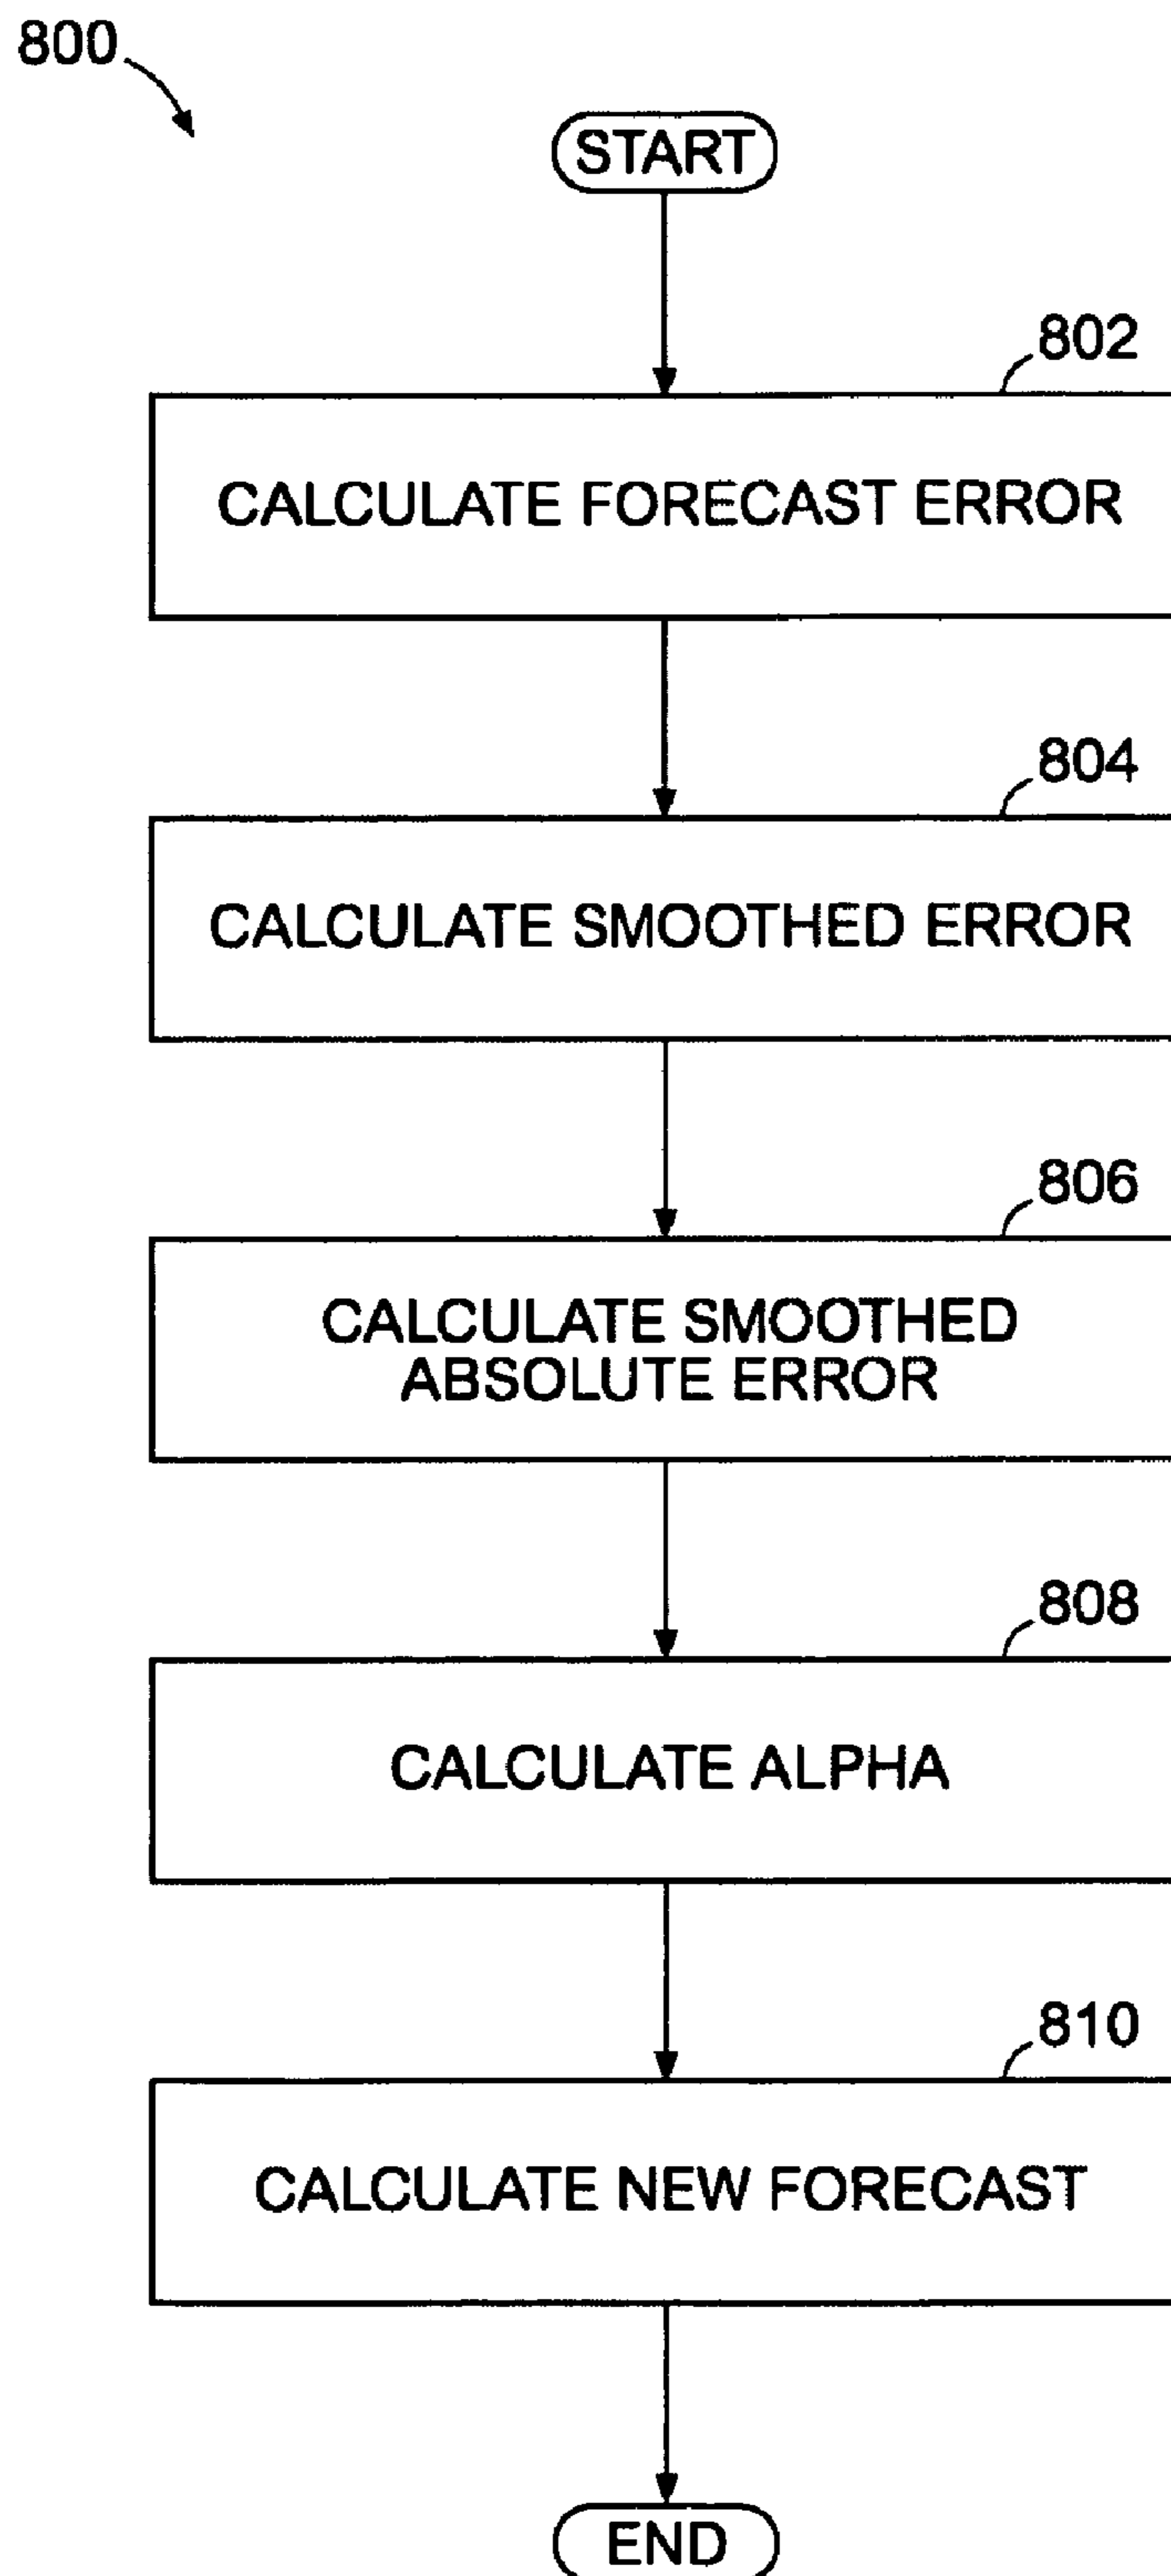 800
START
802
CALCULATE FORECAST ERROR
804
CALCULATE SMOOTHED ERROR
806
CALCULATE SMOOTHED
ABSOLUTE ERROR
808
CALCULATE ALPHA
810
CALCULATE NEW FORECAST
END